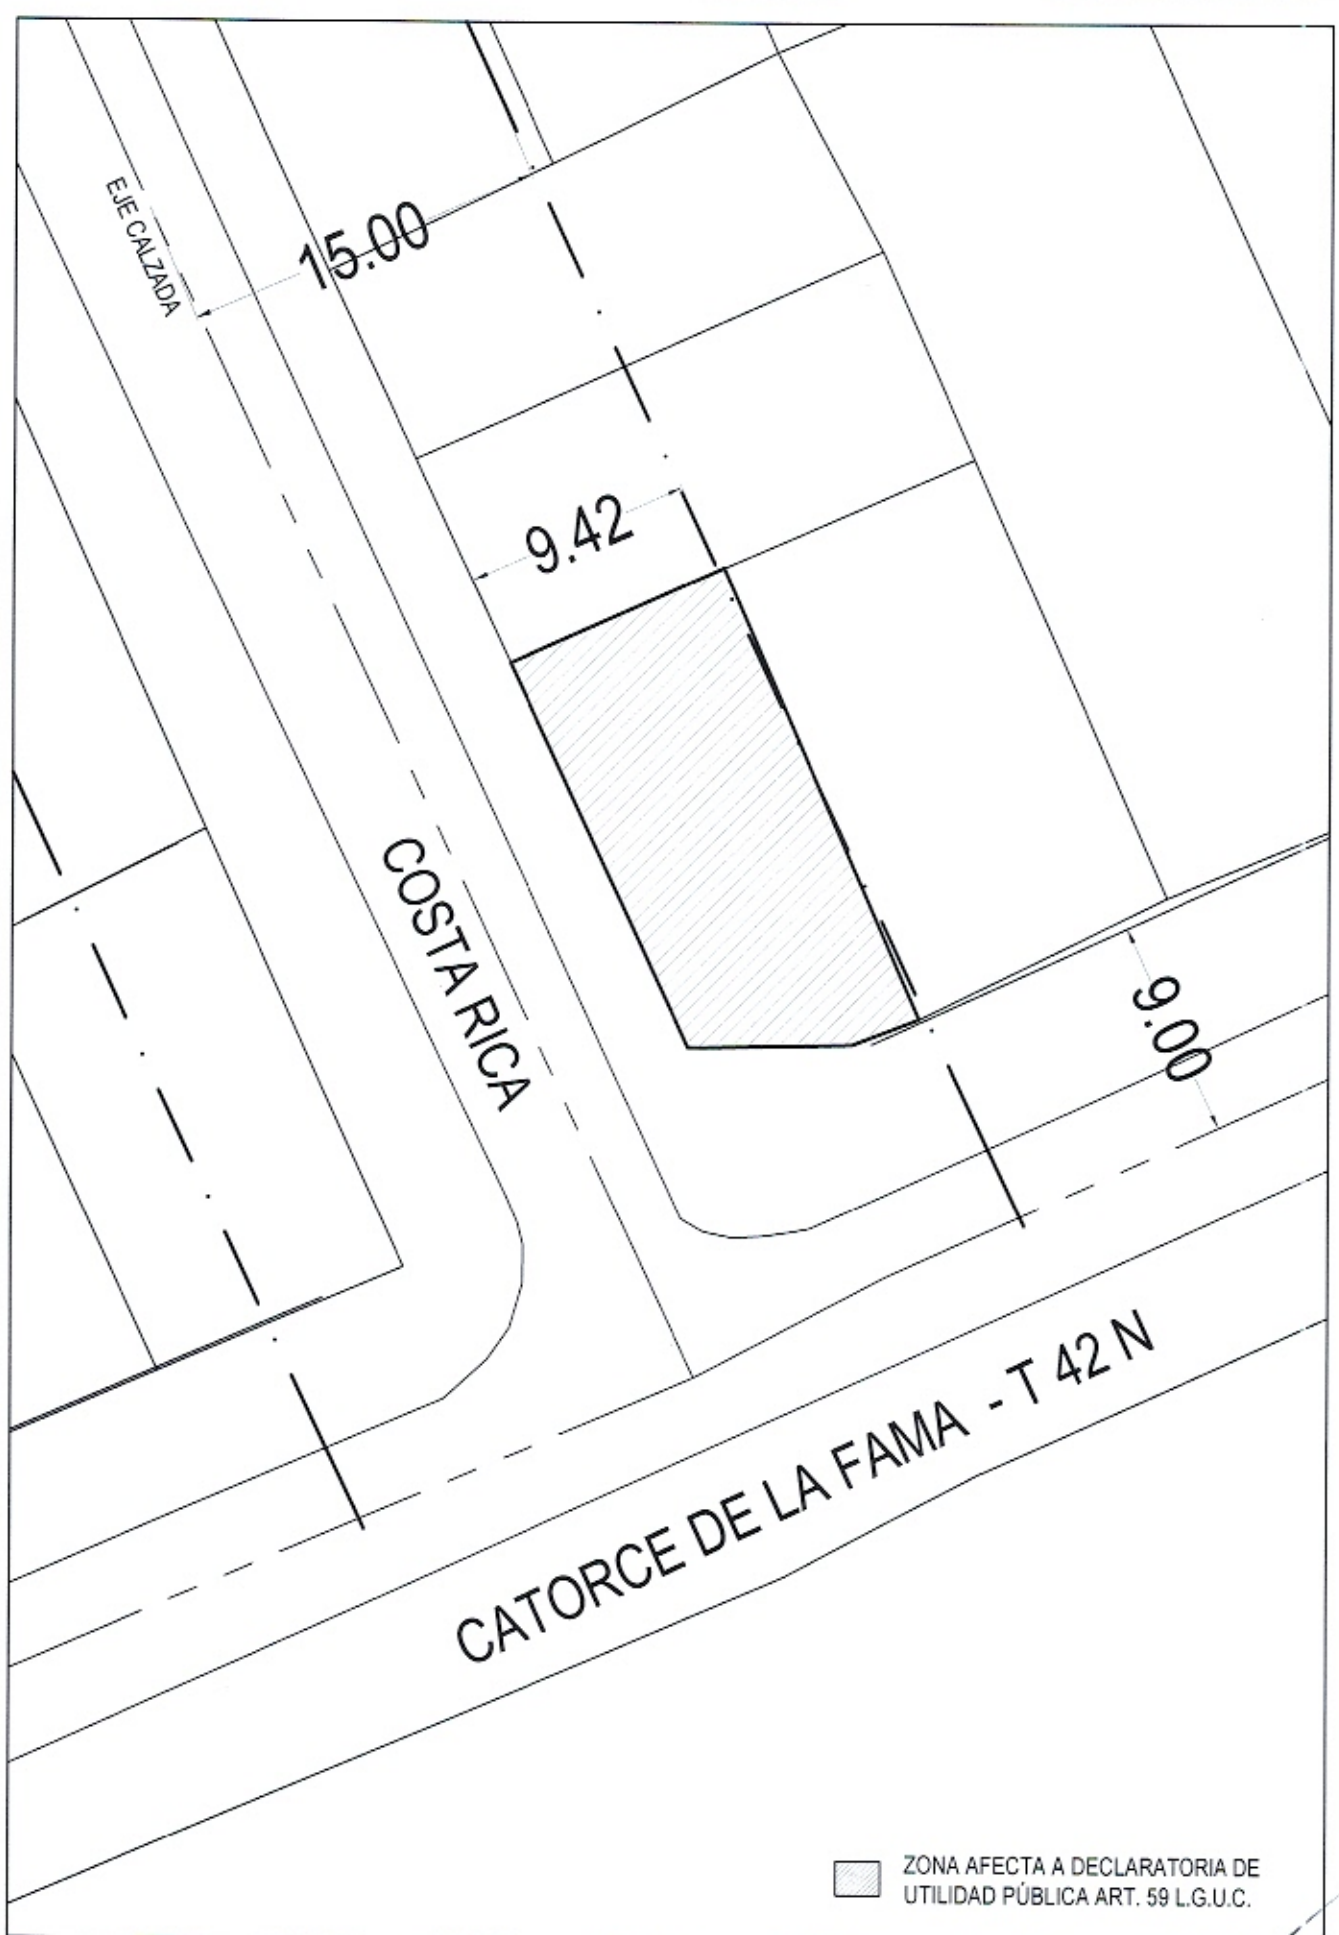 EJE CALZADA
15.00
9.42
COSTA RICA
9.00
CATORCE DE LA FAMA - T 42 N
ZONA AFECTA A DECLARATORIA DE
UTILIDAD PÚBLICA ART. 59 L.G.U.C.